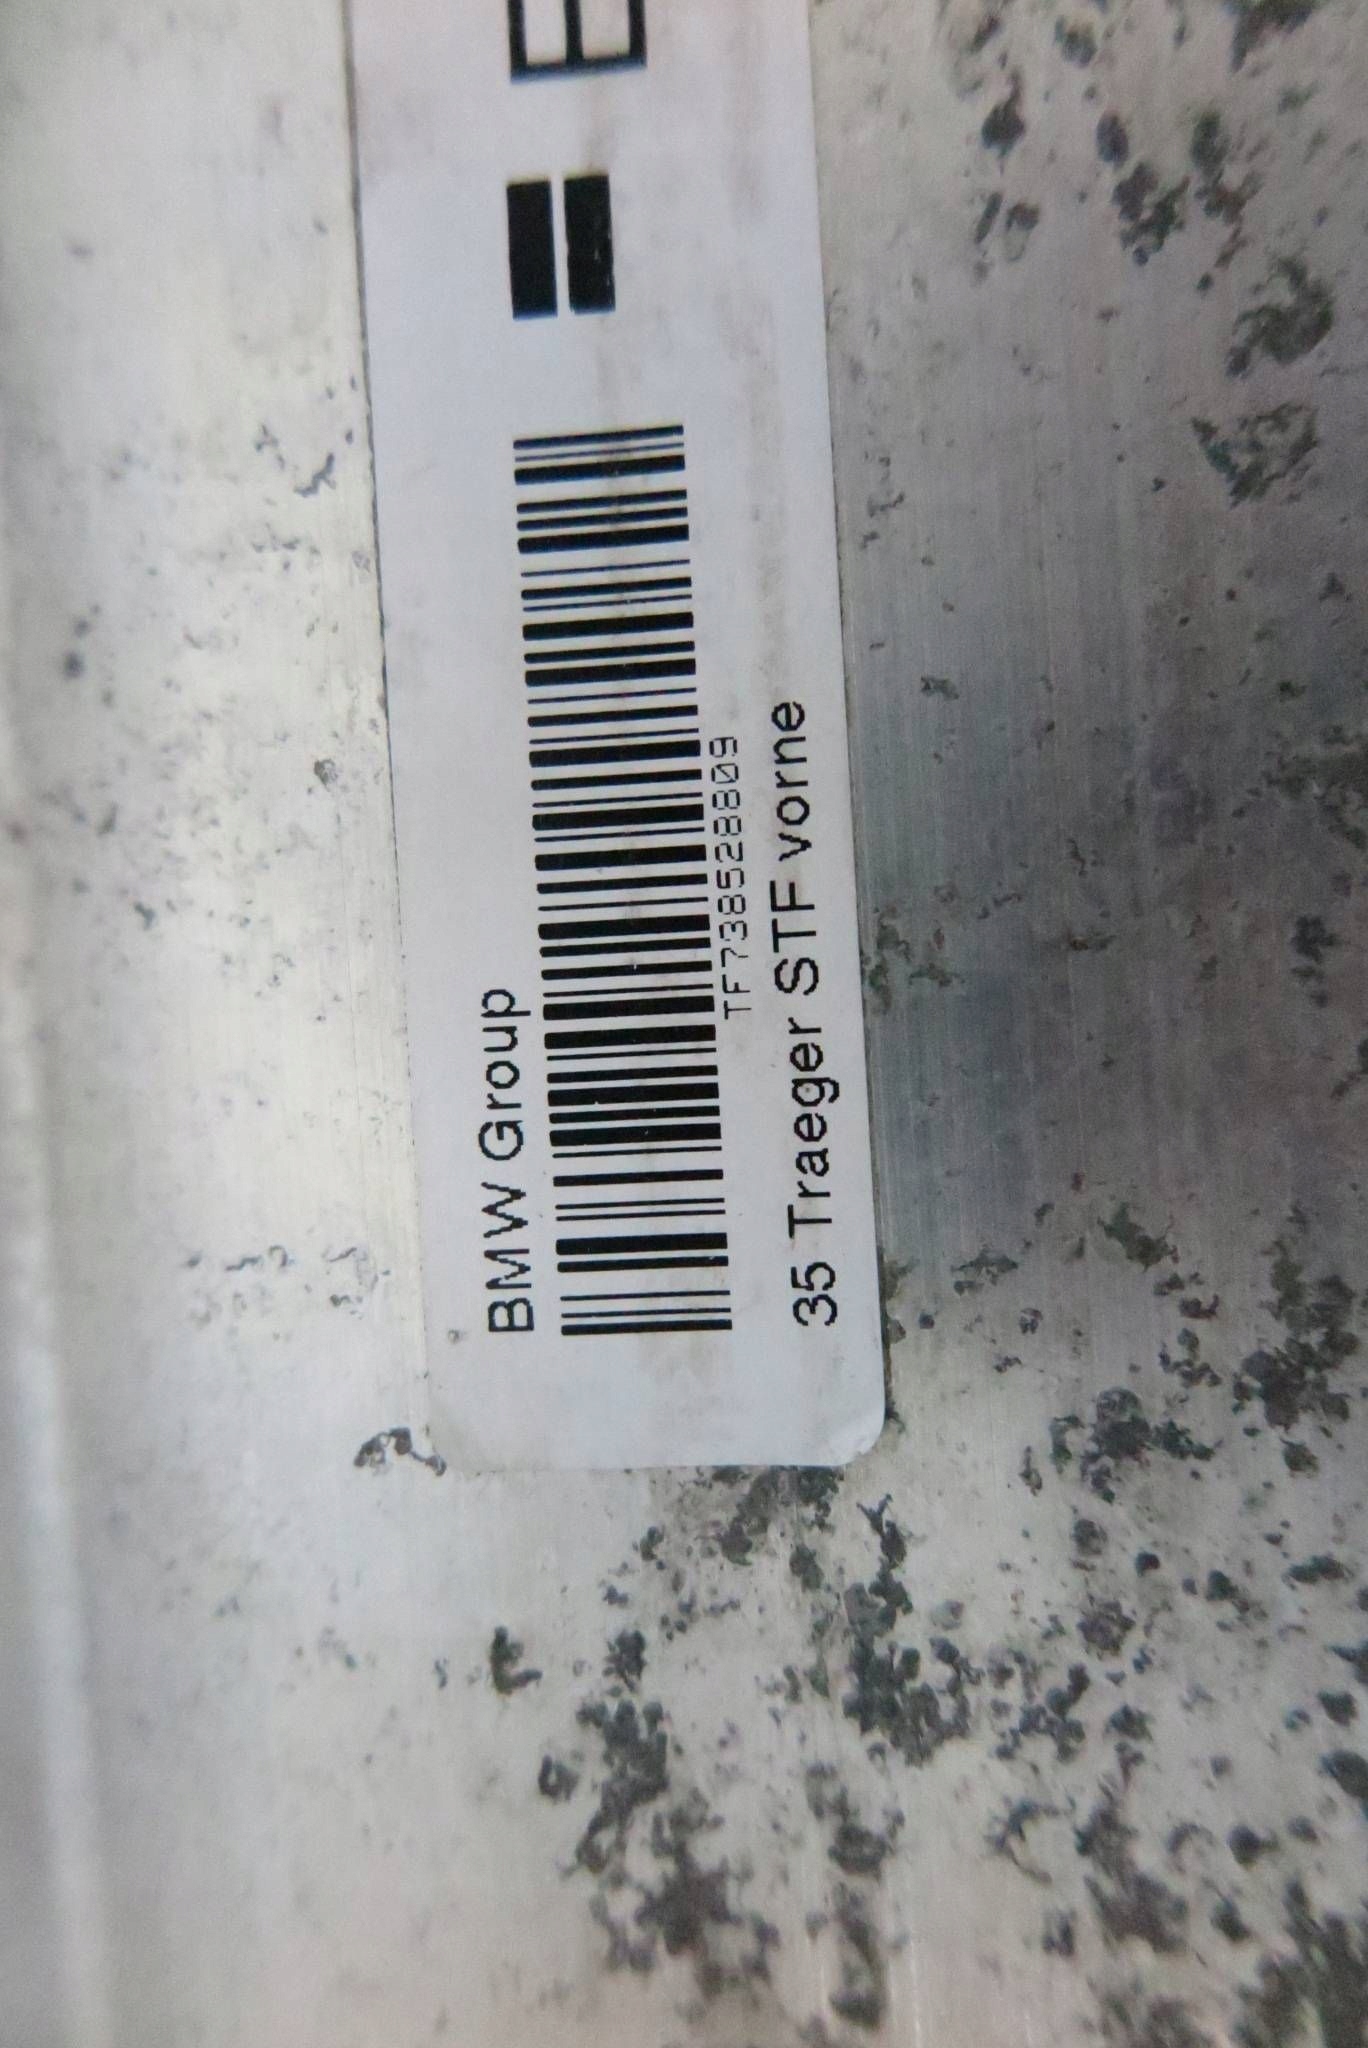 BMW Group
TF738528809
35 Traeger STF vorne